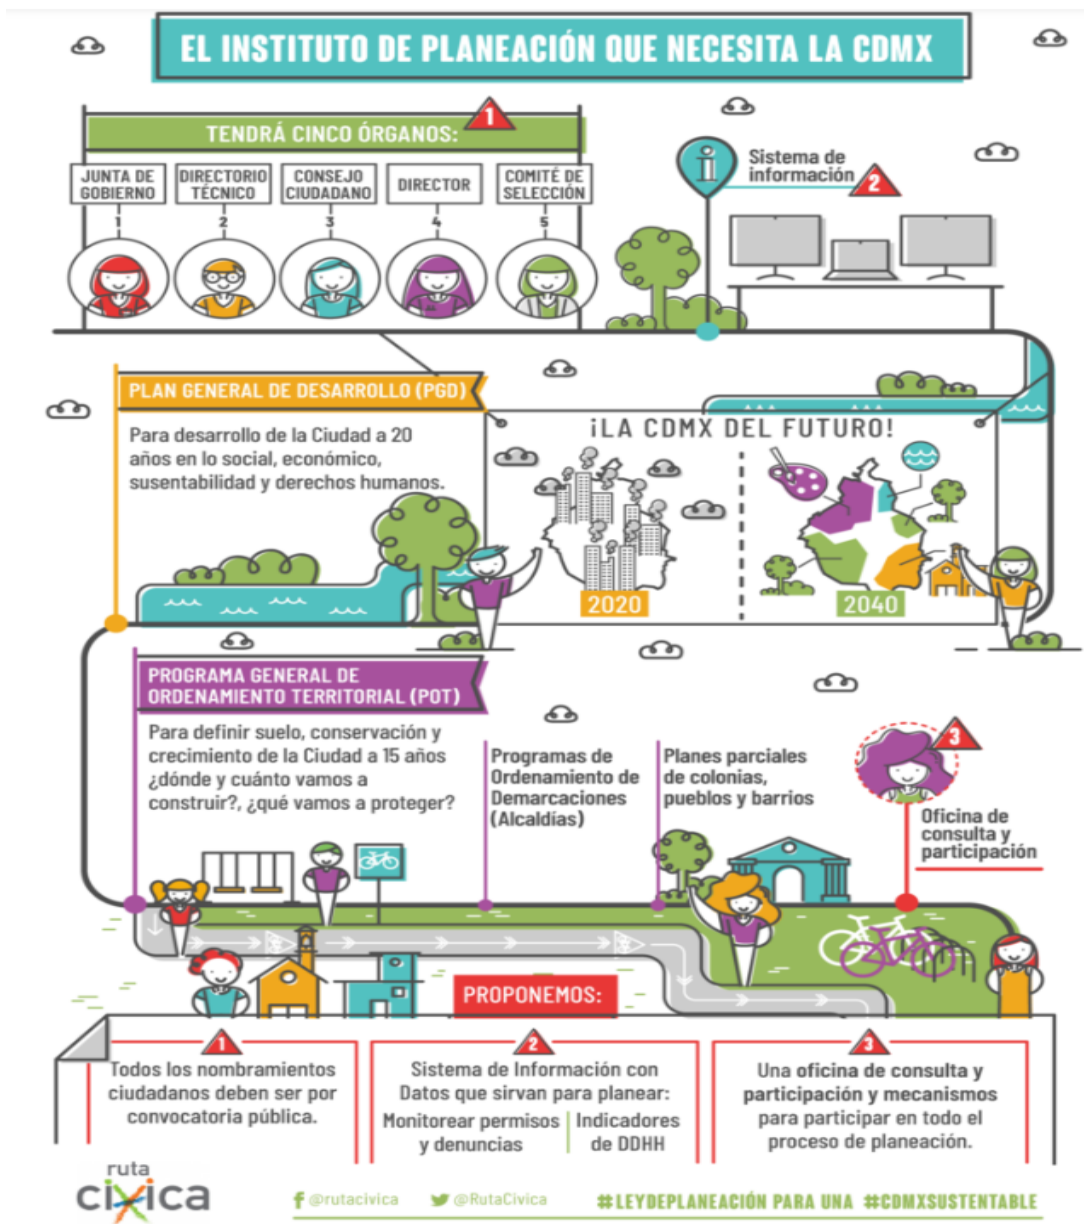 EL INSTITUTO DE PLANEACIÓN QUE NECESITA LA CDMX
TENDRÁ CINCO ÓRGANOS:
1
JUNTA DE
GOBIERNO
1
DIRECTORIO
TÉCNICO
2
CONSEJO
CIUDADANO
3
DIRECTOR
4
COMITÉ DE
SELECCIÓN
5
i
Sistema de
información
2
PLAN GENERAL DE DESARROLLO (PGD)
Para desarrollo de la Ciudad a 20
años en lo social, económico,
sustentabilidad y derechos humanos.
¡LA CDMX DEL FUTURO!
2020
2040
PROGRAMA GENERAL DE
ORDENAMIENTO TERRITORIAL (POT)
Para definir suelo, conservación y
crecimiento de la Ciudad a 15 años
¿dónde y cuánto vamos a
construir?, ¿qué vamos a proteger?
Programas de
Ordenamiento de
Demarcaciones
(Alcaldías)
Planes parciales
de colonias,
pueblos y barrios
3
Oficina de
consulta y
participación
PROPONEMOS:
1
Todos los nombramientos
ciudadanos deben ser por
convocatoria pública.
2
Sistema de Información con
Datos que sirvan para planear:
Monitorear permisos
y denuncias
Indicadores
de DDHH
3
Una oficina de consulta y
participación y mecanismos
para participar en todo el
proceso de planeación.
ruta
cívica
f @rutacivica
@RutaCivica
#LEYDEPLANEACIÓN PARA UNA #CDMXSUSTENTABLE